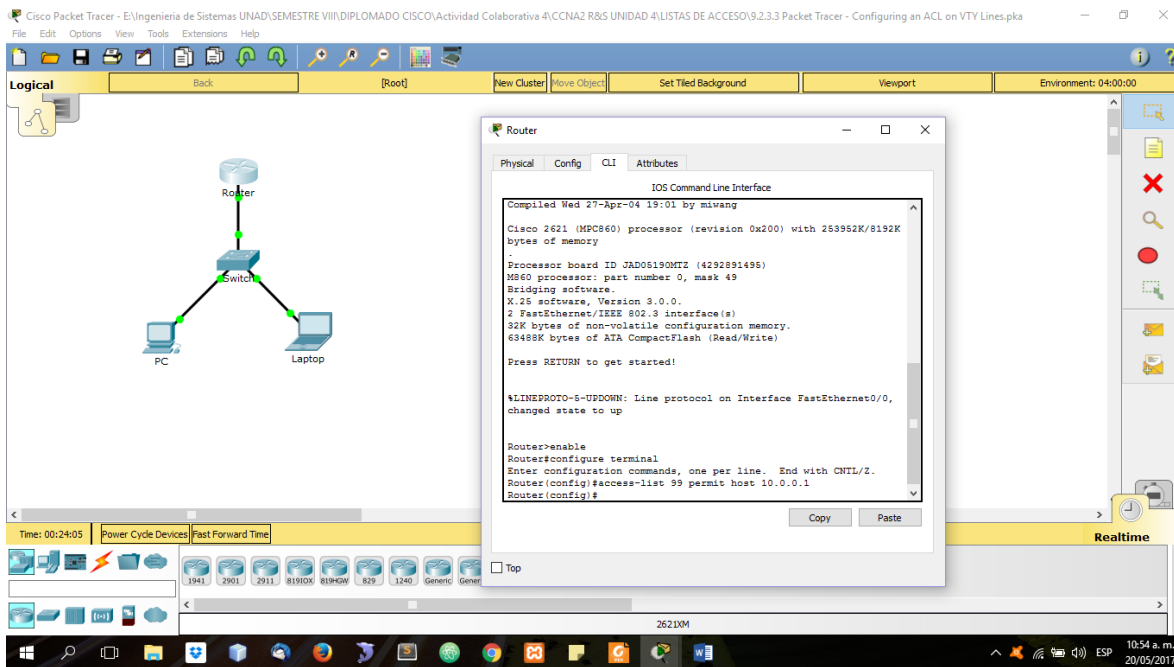 Cisco Packet Tracer - E:\Ingenieria de Sistemas UNAD\SEMESTRE VIII\DIPLOMADO CISCO\Actividad Colaborativa 4\CCNA2 R&S UNIDAD 4\LISTAS DE ACCESO\9.2.3.3 Packet Tracer - Configuring an ACL on VTY Lines.pka
File Edit Options View Tools Extensions Help
Logical Back [Root] New Cluster Move Object Set Tiled Background Viewport Environment: 04:00:00
Router
Switch
PC
Laptop
Router
Physical Config CLI Attributes
IOS Command Line Interface
Compiled Wed 27-Apr-04 19:01 by miwang
Cisco 2621 (MPC860) processor (revision 0x200) with 253952K/8192K
bytes of memory
.
Processor board ID JAD05190MTZ (4292891495)
M860 processor: part number 0, mask 49
Bridging software.
X.25 software, Version 3.0.0.
2 FastEthernet/IEEE 802.3 interface(s)
32K bytes of non-volatile configuration memory.
63488K bytes of ATA CompactFlash (Read/Write)
Press RETURN to get started!
%LINEPROTO-5-UPDOWN: Line protocol on Interface FastEthernet0/0,
changed state to up
Router>enable
Router#configure terminal
Enter configuration commands, one per line. End with CNTL/Z.
Router(config)#access-list 99 permit host 10.0.0.1
Router(config)#
Copy Paste
Top
Time: 00:24:05 Power Cycle Devices Fast Forward Time Realtime
1941 2901 2911 819IOX 819HGW 829 1240 Generic Gener
2621XM
ESP
10:54 a. m.
20/05/2017